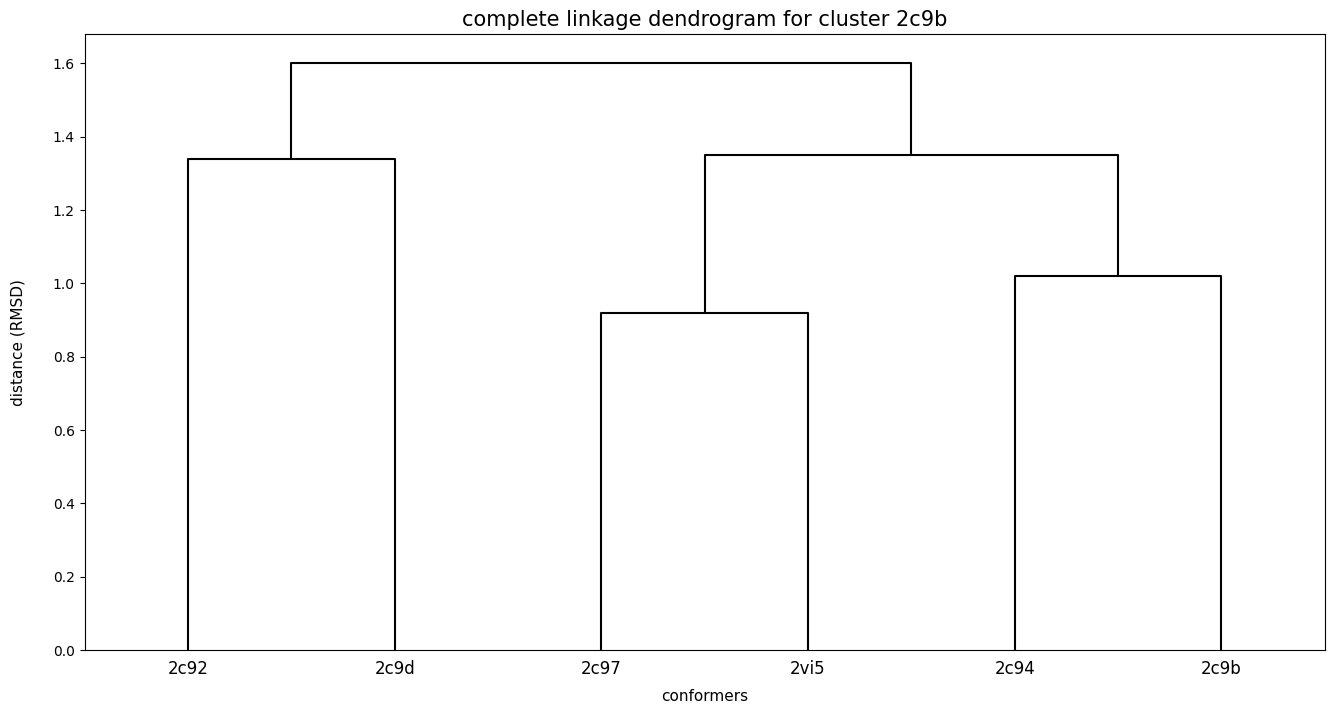 complete linkage dendrogram for cluster 2c9b
1.6
1.4
1.2
1.0
0.8
0.6
0.4
0.2
0.0
distance (RMSD)
2c92 2c9d 2c97 2vi5 2c94 2c9b
conformers